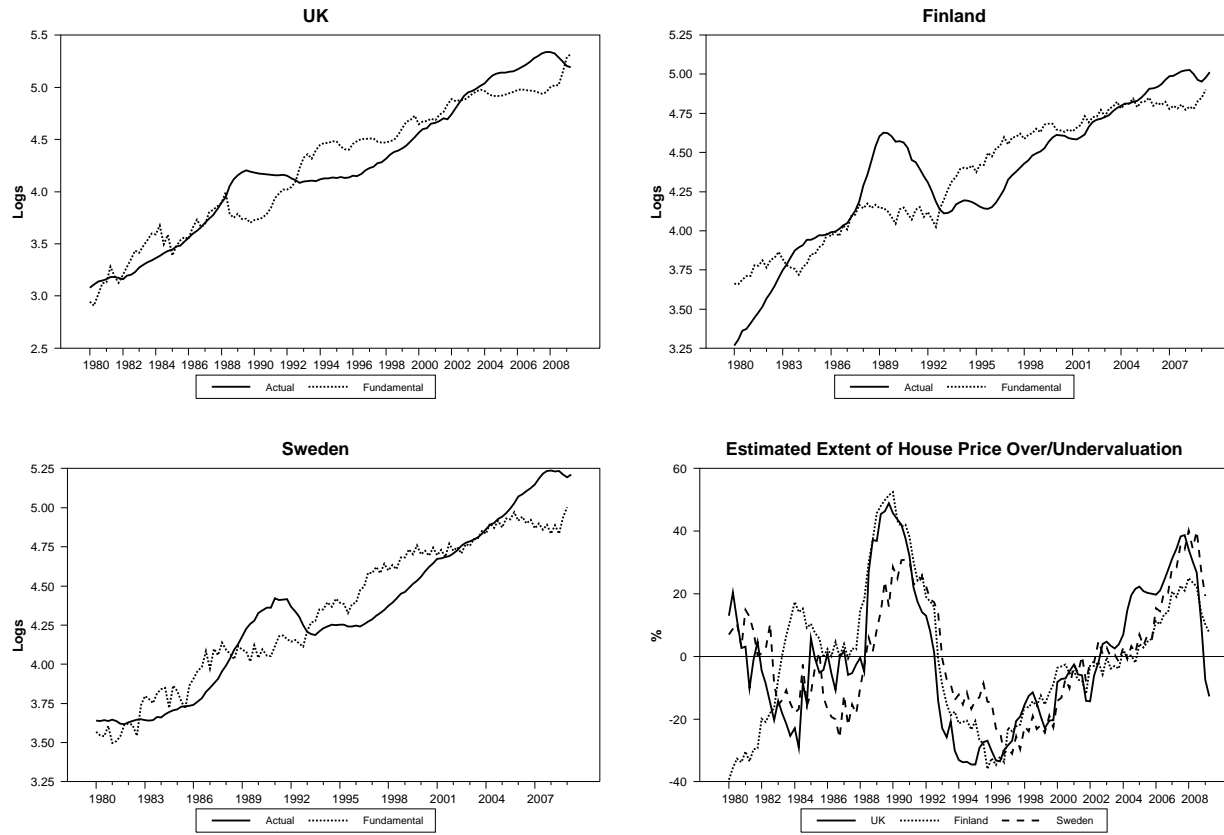 UK
5.5
5.0
4.5
4.0
3.5
3.0
2.5
Logs
1980 1982 1984 1986 1988 1990 1992 1994 1996 1998 2000 2002 2004 2006 2008
Actual Fundamental
Finland
5.25
5.00
4.75
4.50
4.25
4.00
3.75
3.50
3.25
Logs
1980 1983 1986 1989 1992 1995 1998 2001 2004 2007
Actual Fundamental
Sweden
5.25
5.00
4.75
4.50
4.25
4.00
3.75
3.50
3.25
Logs
1980 1983 1986 1989 1992 1995 1998 2001 2004 2007
Actual Fundamental
Estimated Extent of House Price Over/Undervaluation
60
40
20
0
-20
-40
%
1980 1982 1984 1986 1988 1990 1992 1994 1996 1998 2000 2002 2004 2006 2008
UK Finland Sweden